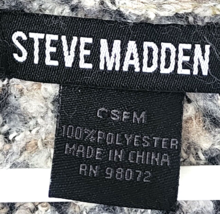 STEVE MADDEN
CSFM
100% POLYESTER
MADE IN CHINA
RN 98072